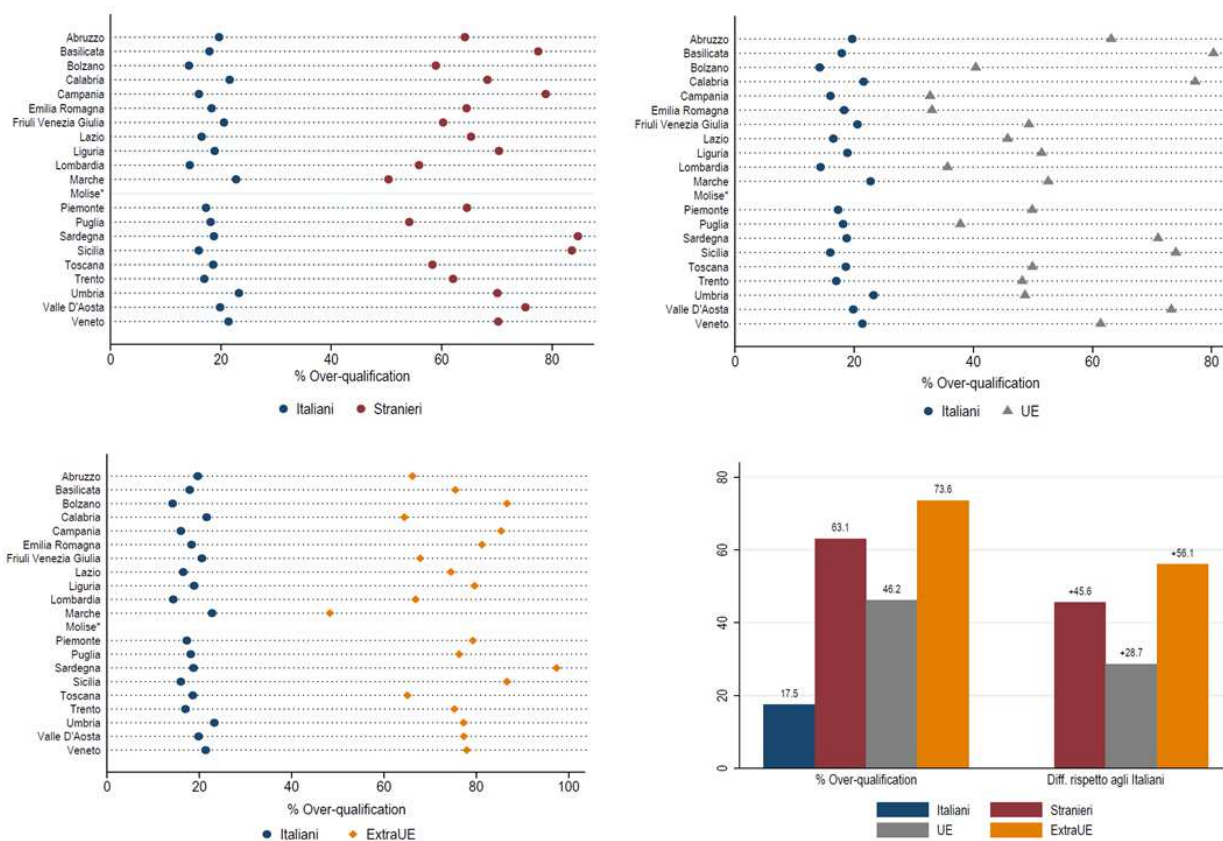 Abruzzo
Basilicata
Bolzano
Calabria
Campania
Emilia Romagna
Friuli Venezia Giulia
Lazio
Liguria
Lombardia
Marche
Molise*
Piemonte
Puglia
Sardegna
Sicilia
Toscana
Trento
Umbria
Valle D'Aosta
Veneto
0 20 40 60 80
% Over-qualification
Italiani Stranieri
Abruzzo
Basilicata
Bolzano
Calabria
Campania
Emilia Romagna
Friuli Venezia Giulia
Lazio
Liguria
Lombardia
Marche
Molise*
Piemonte
Puglia
Sardegna
Sicilia
Toscana
Trento
Umbria
Valle D'Aosta
Veneto
0 20 40 60 80
% Over-qualification
Italiani UE
Abruzzo
Basilicata
Bolzano
Calabria
Campania
Emilia Romagna
Friuli Venezia Giulia
Lazio
Liguria
Lombardia
Marche
Molise*
Piemonte
Puglia
Sardegna
Sicilia
Toscana
Trento
Umbria
Valle D'Aosta
Veneto
0 20 40 60 80 100
% Over-qualification
Italiani ExtraUE
80
60
40
20
0
17.5
63.1
46.2
73.6
+45.6
+28.7
+56.1
% Over-qualification Diff. rispetto agli Italiani
Italiani Stranieri
UE ExtraUE